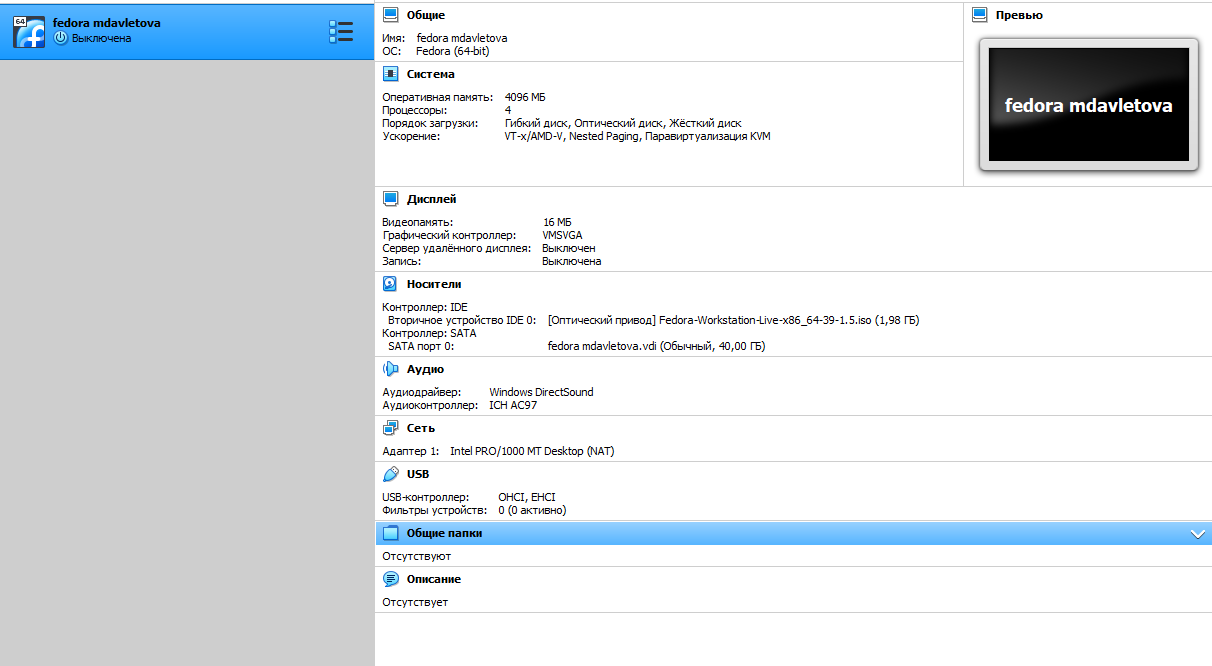 64
fedora mdavletova
Выключена
Общие
Имя: fedora mdavletova
ОС: Fedora (64-bit)
Система
Оперативная память: 4096 МБ
Процессоры: 4
Порядок загрузки: Гибкий диск, Оптический диск, Жёсткий диск
Ускорение: VT-x/AMD-V, Nested Paging, Паравиртуализация KVM
Превью
fedora mdavletova
Дисплей
Видеопамять: 16 МБ
Графический контроллер: VMSVGA
Сервер удалённого дисплея: Выключен
Запись: Выключена
Носители
Контроллер: IDE
Вторичное устройство IDE 0: [Оптический привод] Fedora-Workstation-Live-x86_64-39-1.5.iso (1,98 ГБ)
Контроллер: SATA
SATA порт 0: fedora mdavletova.vdi (Обычный, 40,00 ГБ)
Аудио
Аудиодрайвер: Windows DirectSound
Аудиоконтроллер: ICH AC97
Сеть
Адаптер 1: Intel PRO/1000 MT Desktop (NAT)
USB
USB-контроллер: OHCI, EHCI
Фильтры устройств: 0 (0 активно)
Общие папки
Отсутствуют
Описание
Отсутствует